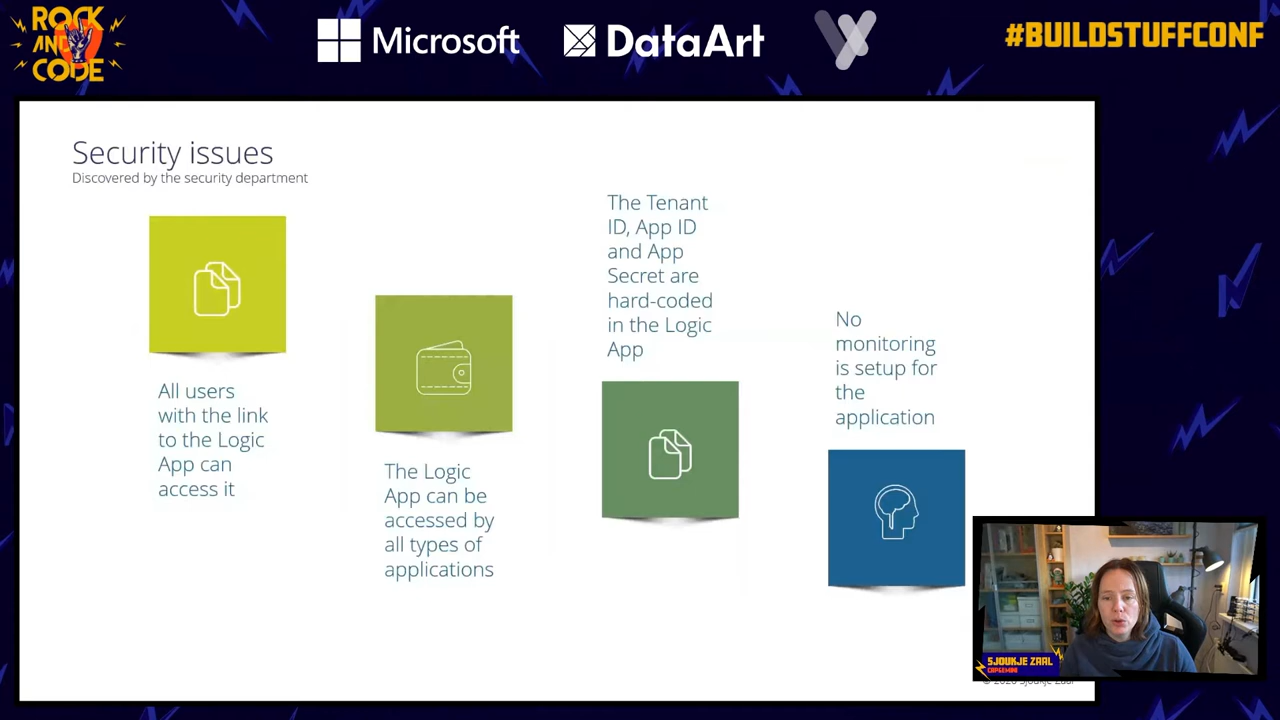 ROCK
AND
CODE
Microsoft
DataArt
#BUILDSTUFFCONF
Security issues
Discovered by the security department
All users
with the link
to the Logic
App can
access it
The Logic
App can be
accessed by
all types of
applications
The Tenant
ID, App ID
and App
Secret are
hard-coded
in the Logic
App
No
monitoring
is setup for
the
application
SJOUKJE ZAAL
CAPGEMINI
Sjoukje Zaal